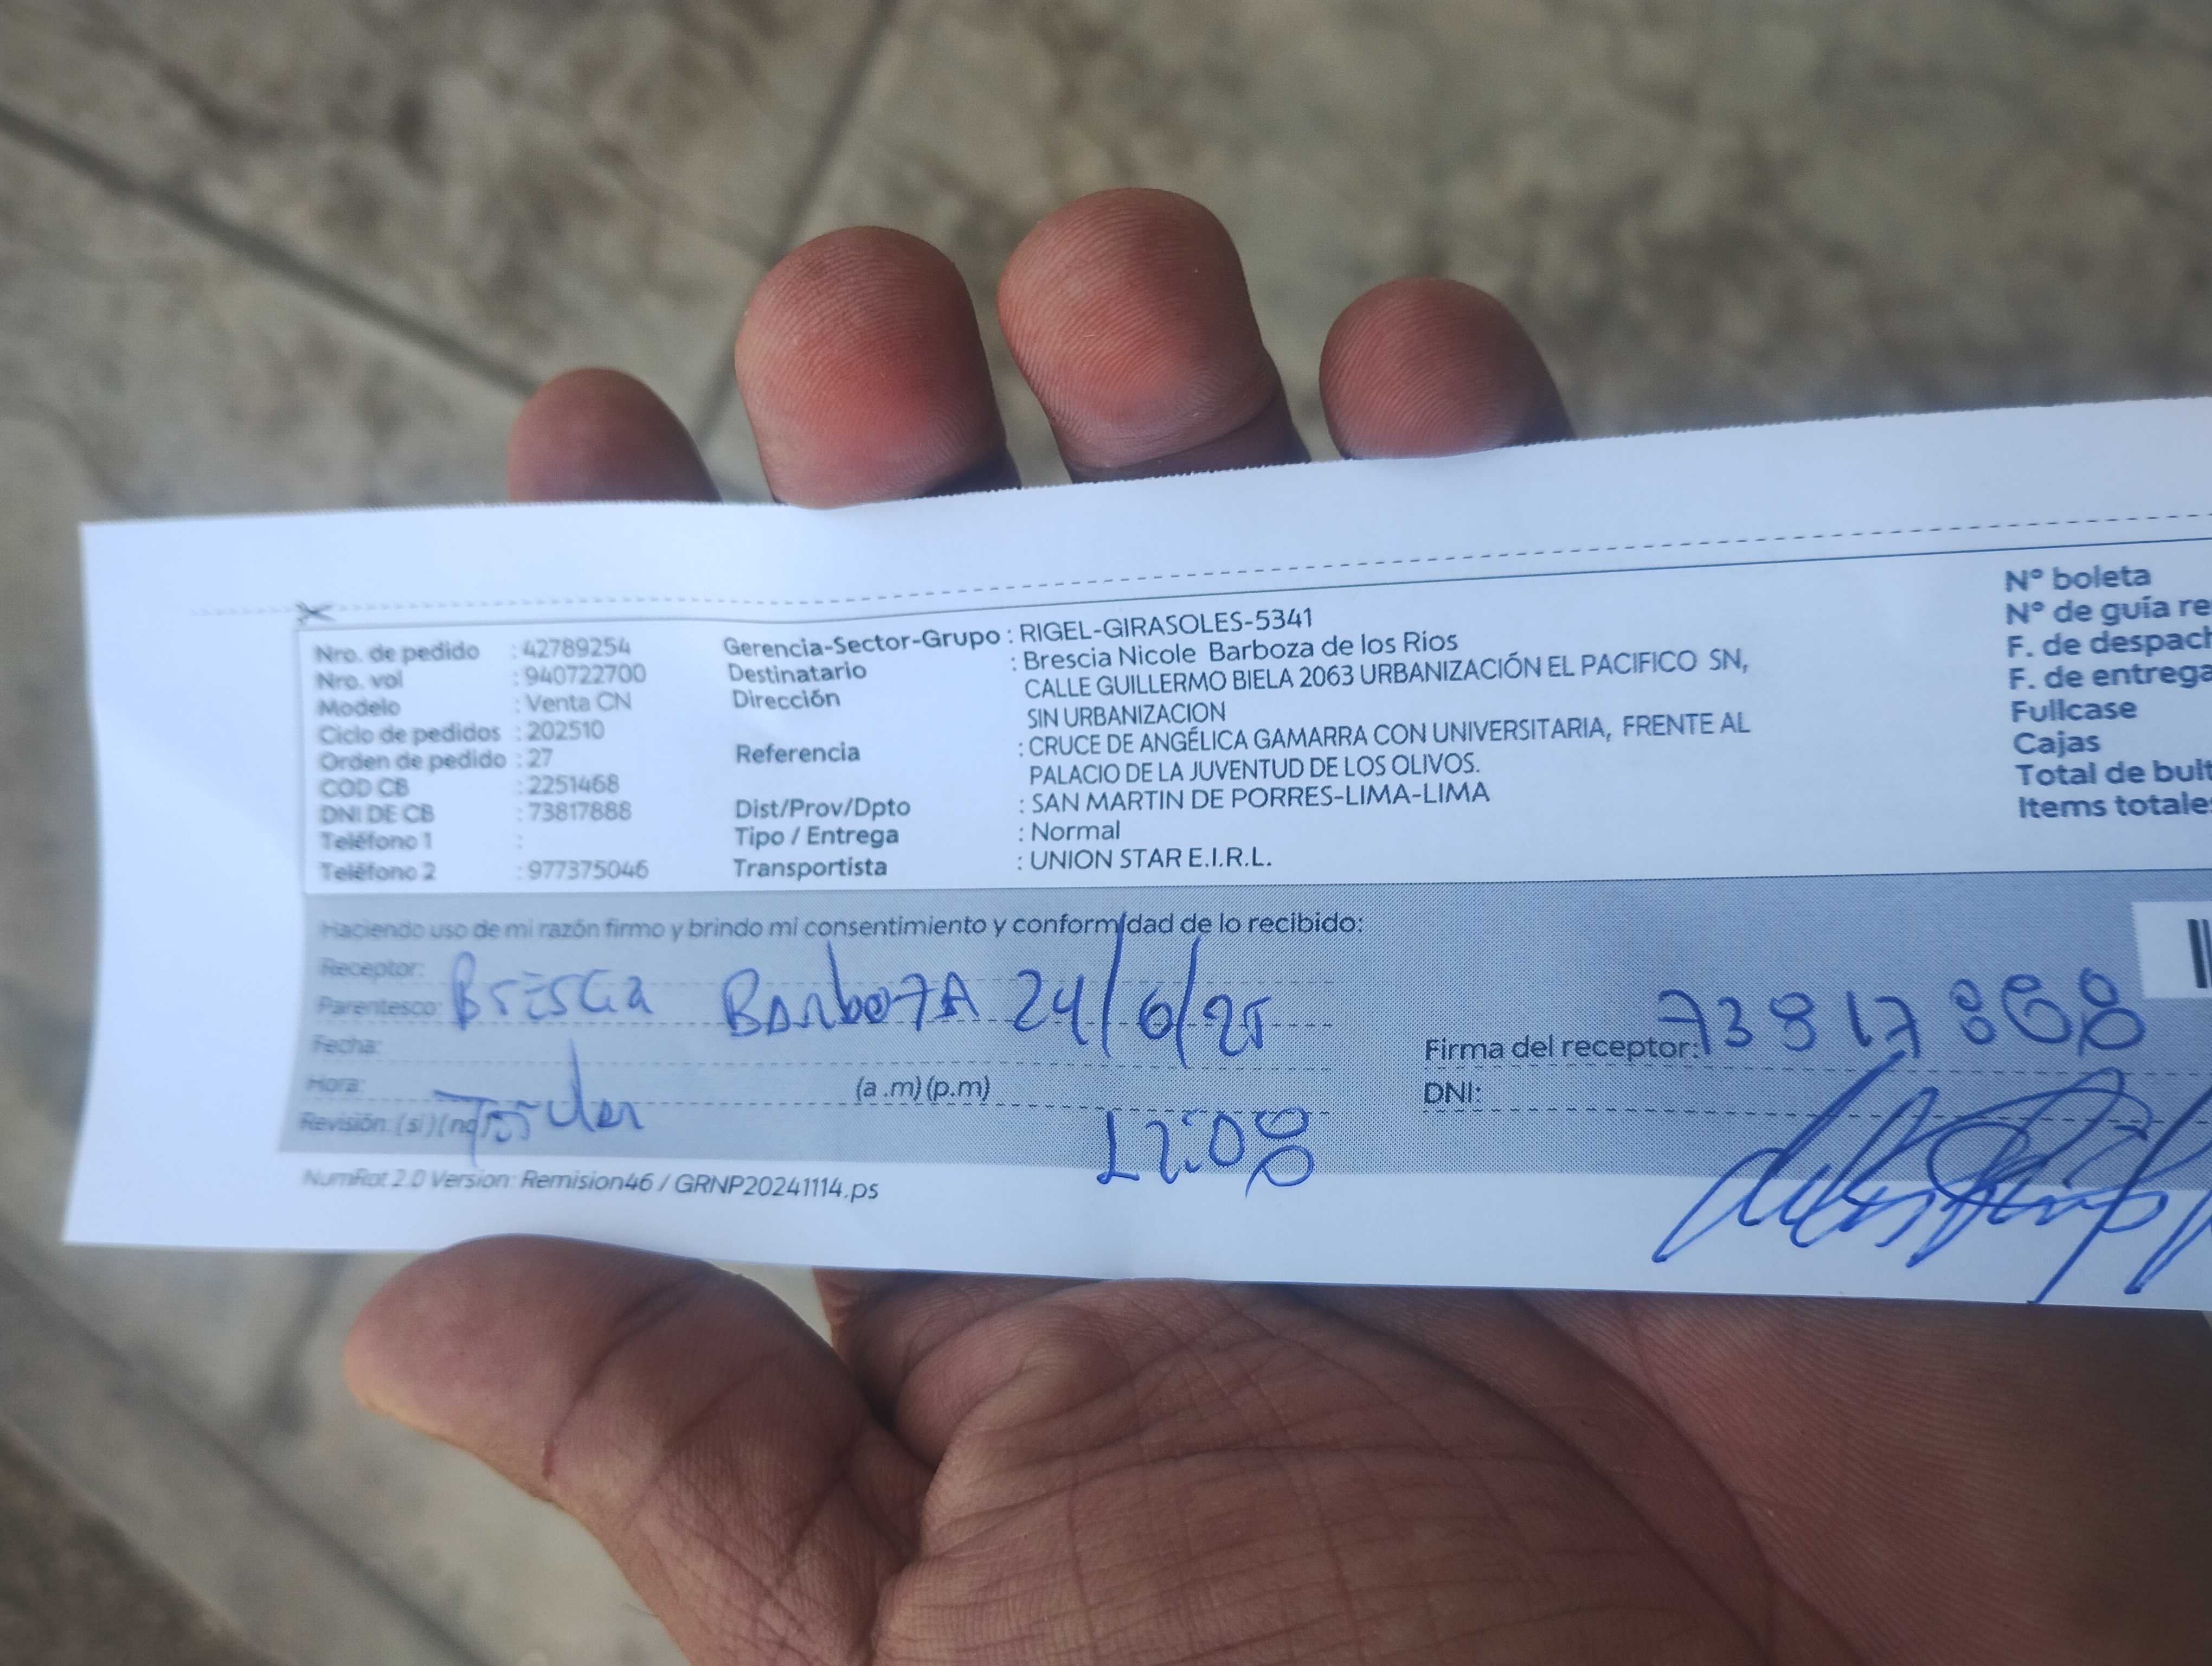 Nro. de pedido : 42789254
Nro. vol : 940722700
Modelo : Venta CN
Ciclo de pedidos : 202510
Orden de pedido : 27
COD CB : 2251468
DNI DE CB : 73817888
Teléfono 1 :
Teléfono 2 : 977375046
Gerencia-Sector-Grupo : RIGEL-GIRASOLES-5341
Destinatario : Brescia Nicole Barboza de los Rios
Dirección CALLE GUILLERMO BIELA 2063 URBANIZACIÓN EL PACIFICO SN,
SIN URBANIZACION
Referencia : CRUCE DE ANGÉLICA GAMARRA CON UNIVERSITARIA, FRENTE AL
PALACIO DE LA JUVENTUD DE LOS OLIVOS.
Dist/Prov/Dpto : SAN MARTIN DE PORRES-LIMA-LIMA
Tipo / Entrega : Normal
Transportista : UNION STAR E.I.R.L.
N° boleta
N° de guía re
F. de despach
F. de entrega
Fullcase
Cajas
Total de bult
Items totales
Haciendo uso de mi razón firmo y brindo mi consentimiento y conformidad de lo recibido:
Receptor:
Parentesco: Brescia Barboza 24/6/25
Fecha:
Hora: (a .m) (p.m)
Revisión: (si) (no)
Firma del receptor: 73817888
DNI:
NumRot 2.0 Version: Remision46 / GRNP20241114.ps